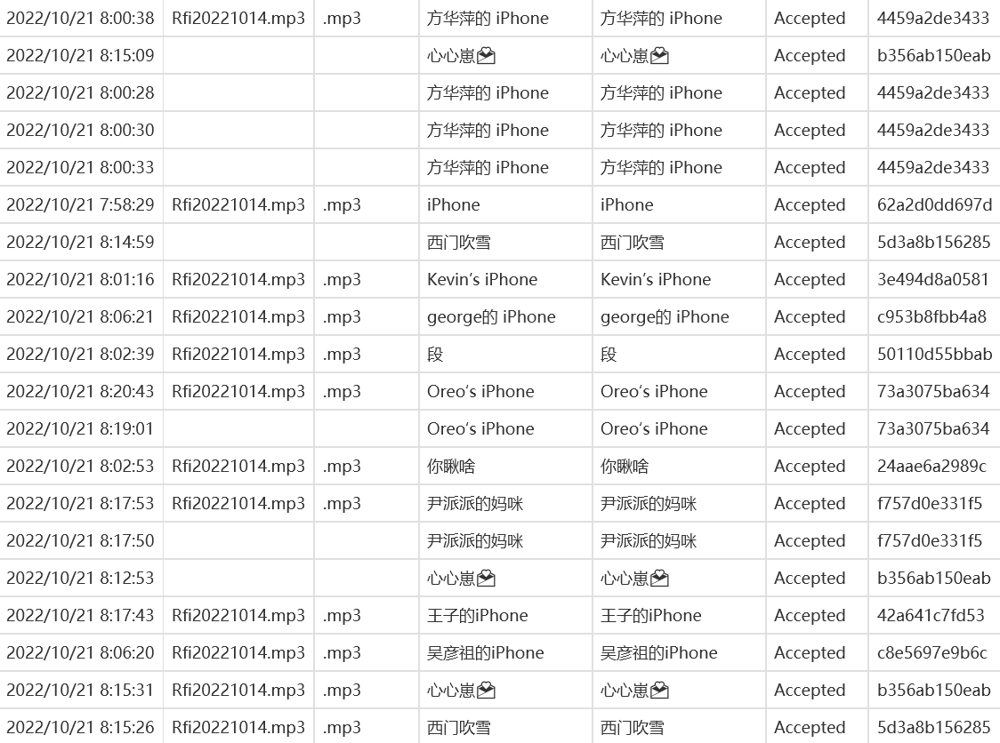 2022/10/21 8:00:38 Rfi20221014.mp3 .mp3 方华萍的 iPhone 方华萍的 iPhone Accepted 4459a2de3433
2022/10/21 8:15:09 心心崽💌 心心崽💌 Accepted b356ab150eab
2022/10/21 8:00:28 方华萍的 iPhone 方华萍的 iPhone Accepted 4459a2de3433
2022/10/21 8:00:30 方华萍的 iPhone 方华萍的 iPhone Accepted 4459a2de3433
2022/10/21 8:00:33 方华萍的 iPhone 方华萍的 iPhone Accepted 4459a2de3433
2022/10/21 7:58:29 Rfi20221014.mp3 .mp3 iPhone iPhone Accepted 62a2d0dd697d
2022/10/21 8:14:59 西门吹雪 西门吹雪 Accepted 5d3a8b156285
2022/10/21 8:01:16 Rfi20221014.mp3 .mp3 Kevin’s iPhone Kevin’s iPhone Accepted 3e494d8a0581
2022/10/21 8:06:21 Rfi20221014.mp3 .mp3 george的 iPhone george的 iPhone Accepted c953b8fbb4a8
2022/10/21 8:02:39 Rfi20221014.mp3 .mp3 段 段 Accepted 50110d55bbab
2022/10/21 8:20:43 Rfi20221014.mp3 .mp3 Oreo‘s iPhone Oreo‘s iPhone Accepted 73a3075ba634
2022/10/21 8:19:01 Oreo‘s iPhone Oreo‘s iPhone Accepted 73a3075ba634
2022/10/21 8:02:53 Rfi20221014.mp3 .mp3 你瞅啥 你瞅啥 Accepted 24aae6a2989c
2022/10/21 8:17:53 Rfi20221014.mp3 .mp3 尹派派的妈咪 尹派派的妈咪 Accepted f757d0e331f5
2022/10/21 8:17:50 尹派派的妈咪 尹派派的妈咪 Accepted f757d0e331f5
2022/10/21 8:12:53 心心崽💌 心心崽💌 Accepted b356ab150eab
2022/10/21 8:17:43 Rfi20221014.mp3 .mp3 王子的iPhone 王子的iPhone Accepted 42a641c7fd53
2022/10/21 8:06:20 Rfi20221014.mp3 .mp3 吴彦祖的iPhone 吴彦祖的iPhone Accepted c8e5697e9b6c
2022/10/21 8:15:31 Rfi20221014.mp3 .mp3 心心崽💌 心心崽💌 Accepted b356ab150eab
2022/10/21 8:15:26 Rfi20221014.mp3 .mp3 西门吹雪 西门吹雪 Accepted 5d3a8b156285